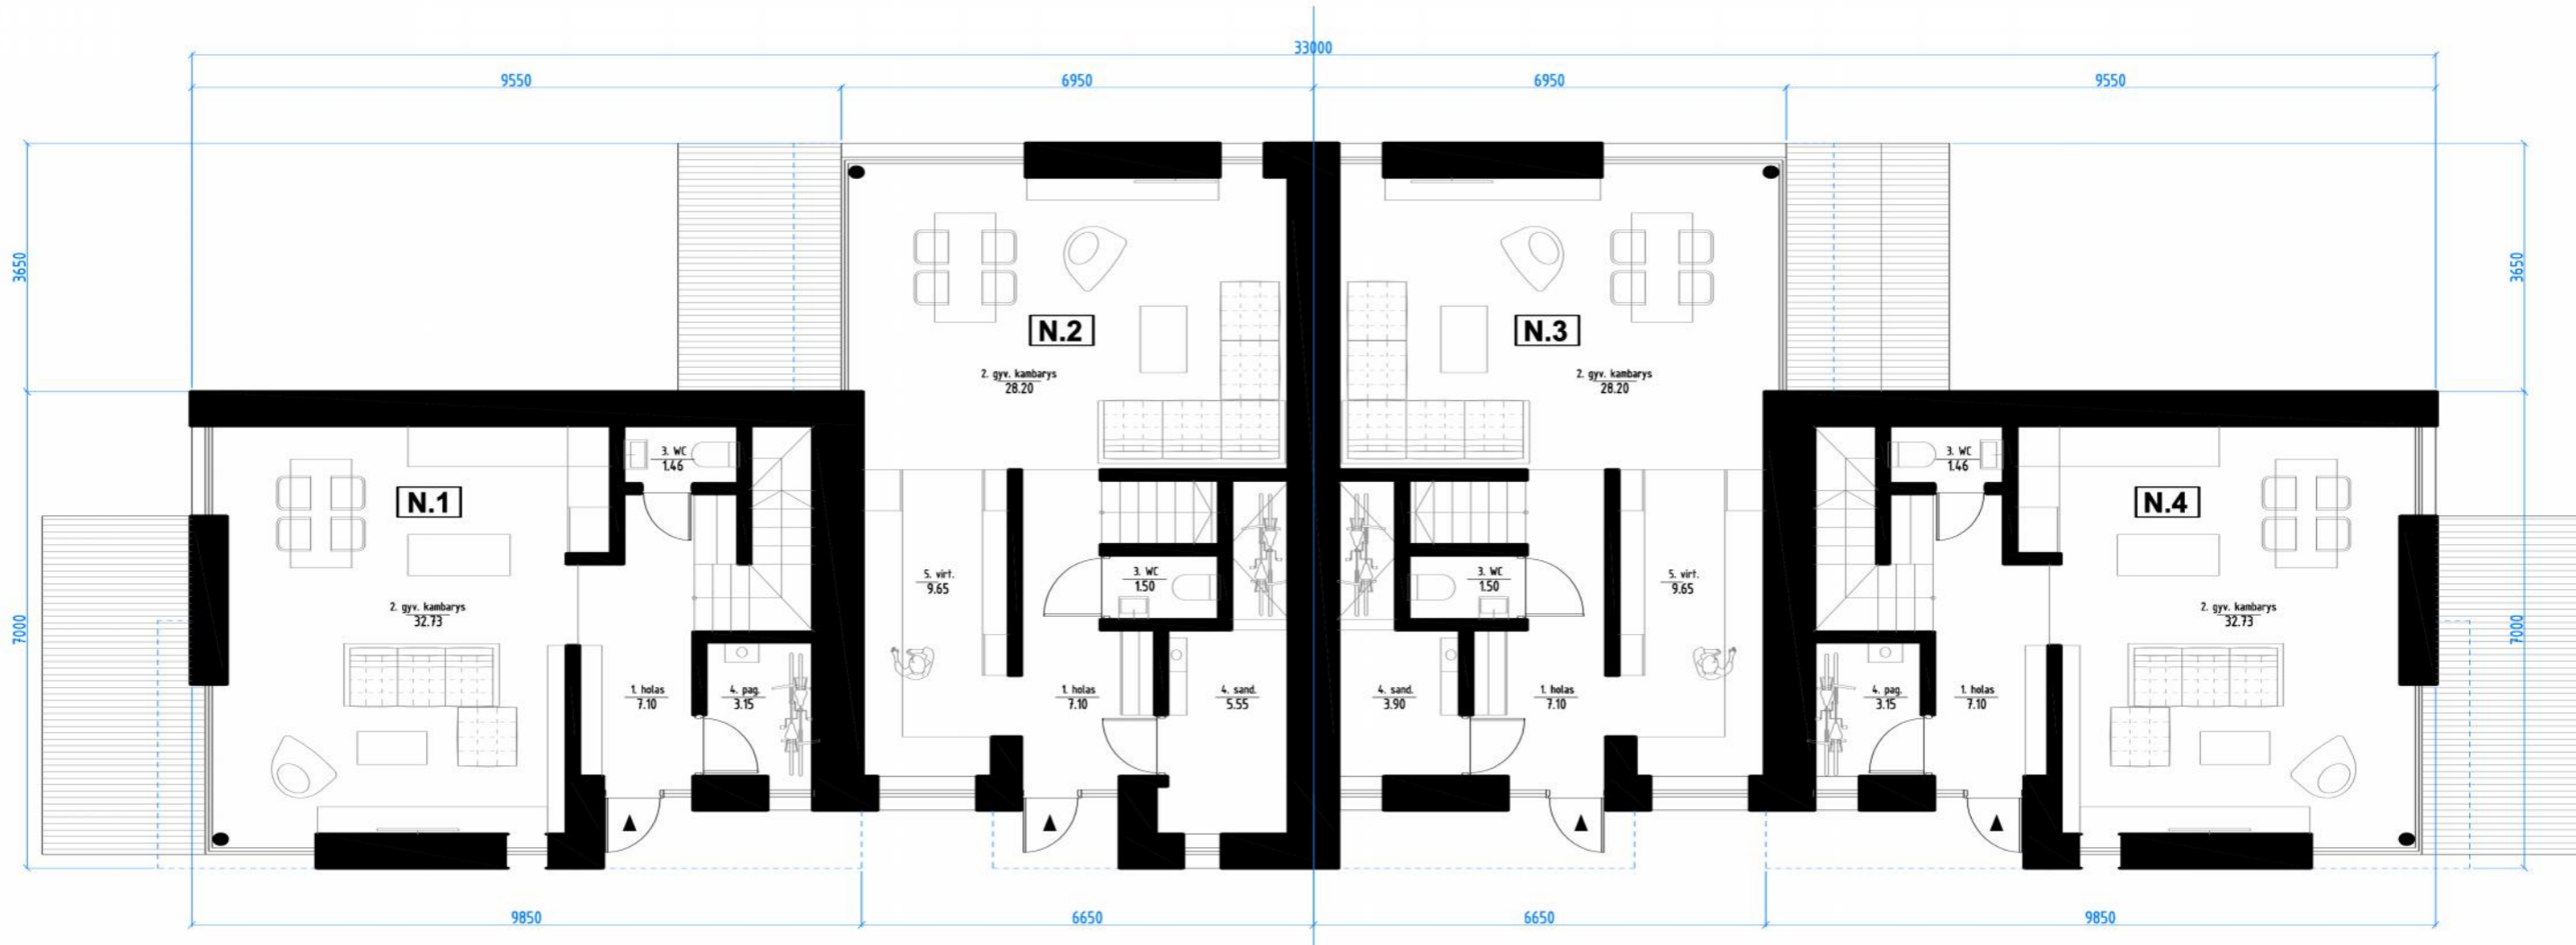 33000
9550
6950
6950
9550
3650
3650
N.2
N.3
2. gyv. kambarys
28.20
2. gyv. kambarys
28.20
3. WC
1.46
3. WC
1.46
N.1
N.4
5. virt.
9.65
3. WC
1.50
3. WC
1.50
5. virt.
9.65
2. gyv. kambarys
32.73
2. gyv. kambarys
32.73
7000
7000
1. holas
7.10
4. pag.
3.15
1. holas
7.10
4. sand.
5.55
4. sand.
3.90
1. holas
7.10
4. pag.
3.15
1. holas
7.10
9850
6650
6650
9850